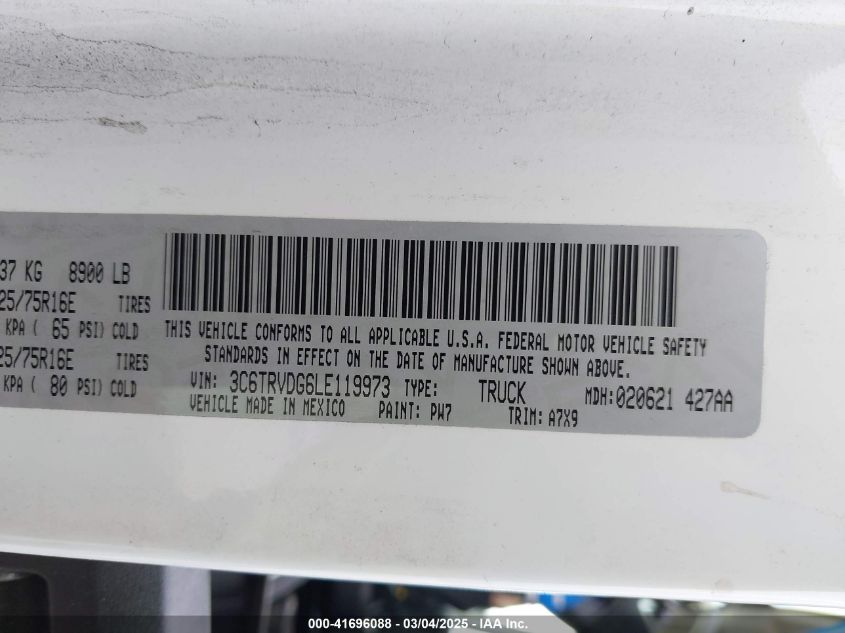 37 KG 8900 LB
25/75R16E TIRES
KPA ( 65 PSI) COLD
25/75R16E TIRES
KPA ( 80 PSI) COLD
THIS VEHICLE CONFORMS TO ALL APPLICABLE U.S.A. FEDERAL MOTOR VEHICLE SAFETY
STANDARDS IN EFFECT ON THE DATE OF MANUFACTURE SHOWN ABOVE.
VIN: 3C6TRVDG6LE119973 TYPE: TRUCK MDH:020621 427AA
VEHICLE MADE IN MEXICO PAINT: PW7 TRIM: A7X9
000-41696088 - 03/04/2025 - IAA Inc.